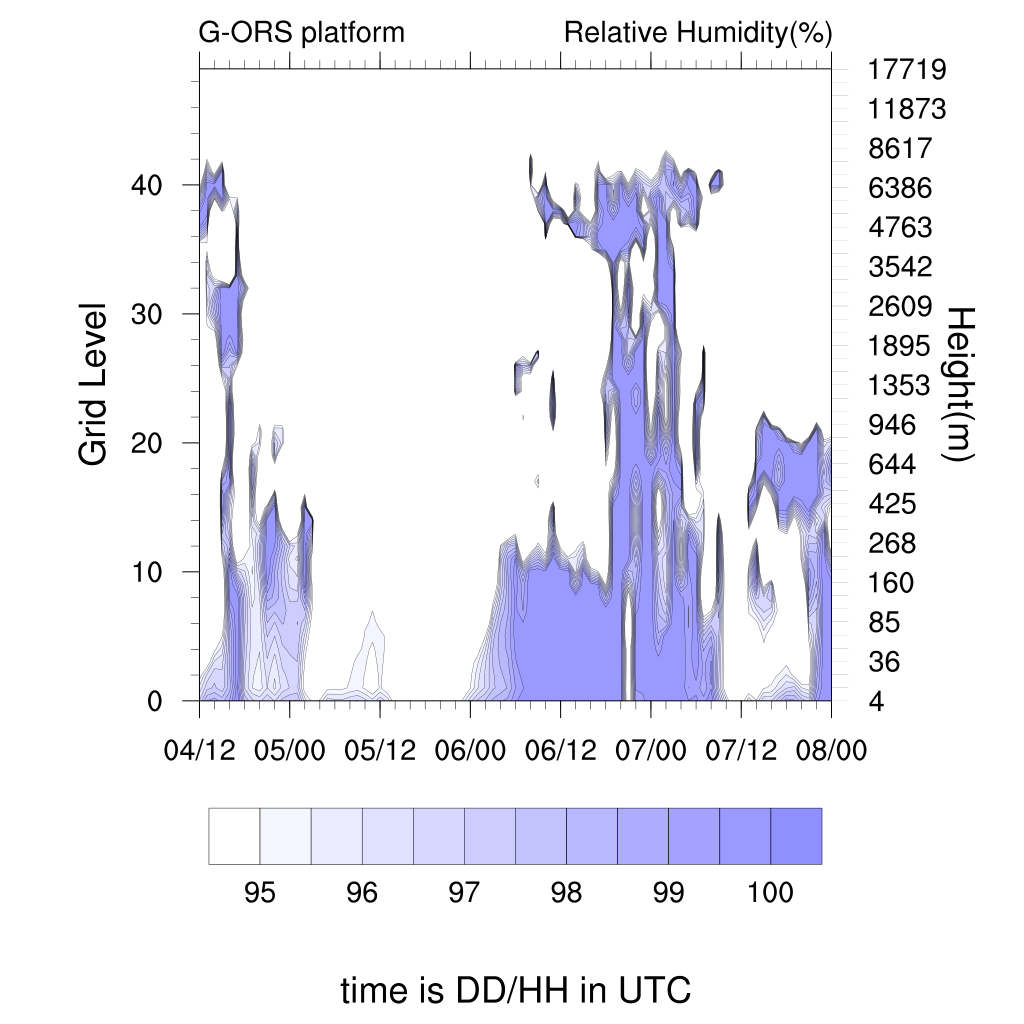 G-ORS platform Relative Humidity(%)
17719
11873
8617
40 6386
4763
3542
30 2609
1895
1353
946
20 644
425
268
10 160
85
36
0 4
Grid Level
Height(m)
04/12 05/00 05/12 06/00 06/12 07/00 07/12 08/00
95 96 97 98 99 100
time is DD/HH in UTC